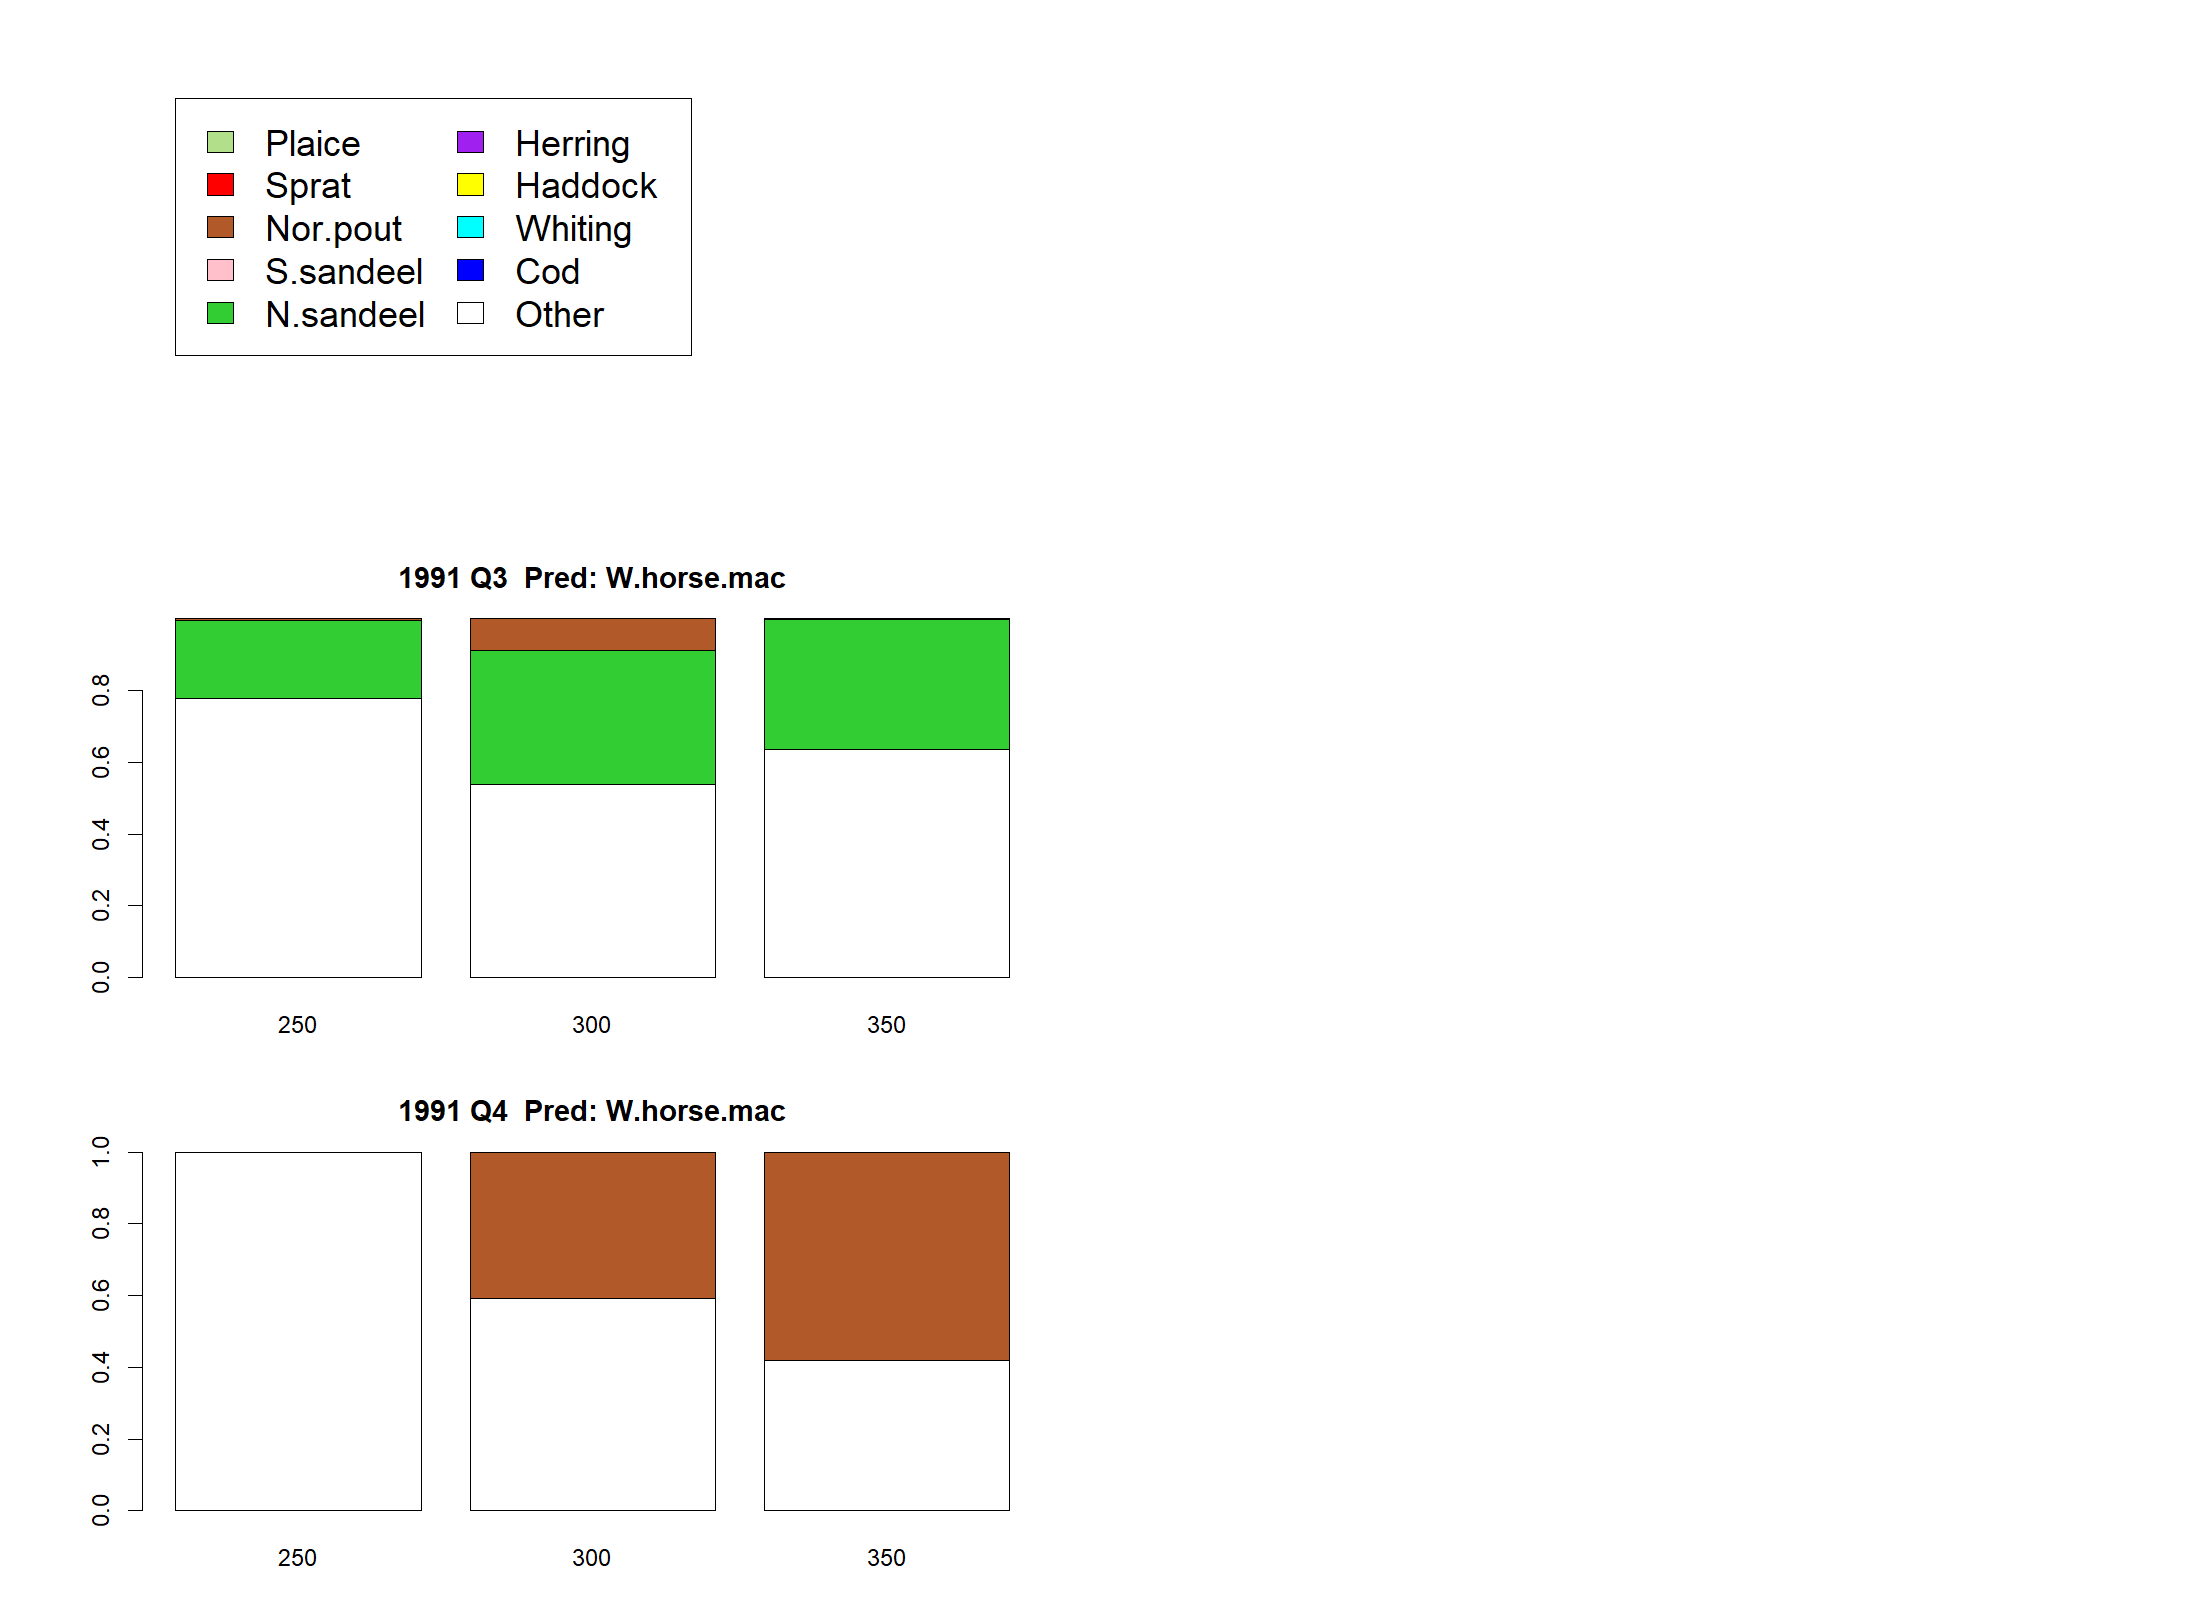 Plaice
Sprat
Nor.pout
S.sandeel
N.sandeel
Herring
Haddock
Whiting
Cod
Other
1991 Q3  Pred: W.horse.mac
0.8
0.6
0.4
0.2
0.0
250 300 350
1991 Q4  Pred: W.horse.mac
1.0
0.8
0.6
0.4
0.2
0.0
250 300 350